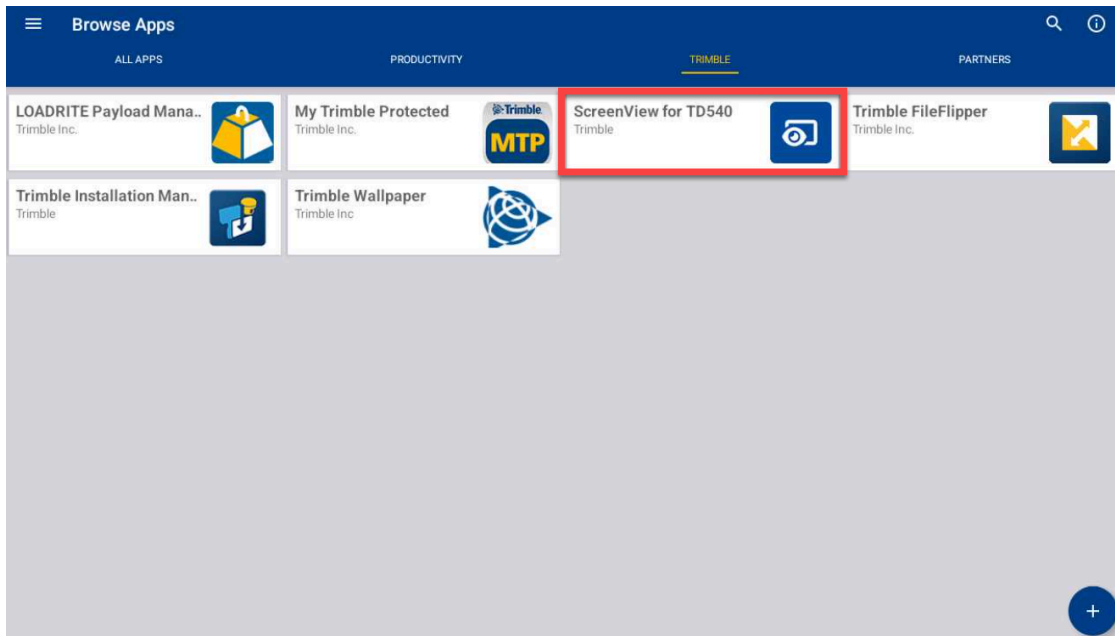 Browse Apps
ALL APPS
PRODUCTIVITY
TRIMBLE
PARTNERS
LOADRITE Payload Mana..
Trimble Inc.
My Trimble Protected
Trimble Inc.
Trimble
MTP
ScreenView for TD540
Trimble
Trimble FileFlipper
Trimble Inc.
Trimble Installation Man..
Trimble
Trimble Wallpaper
Trimble Inc